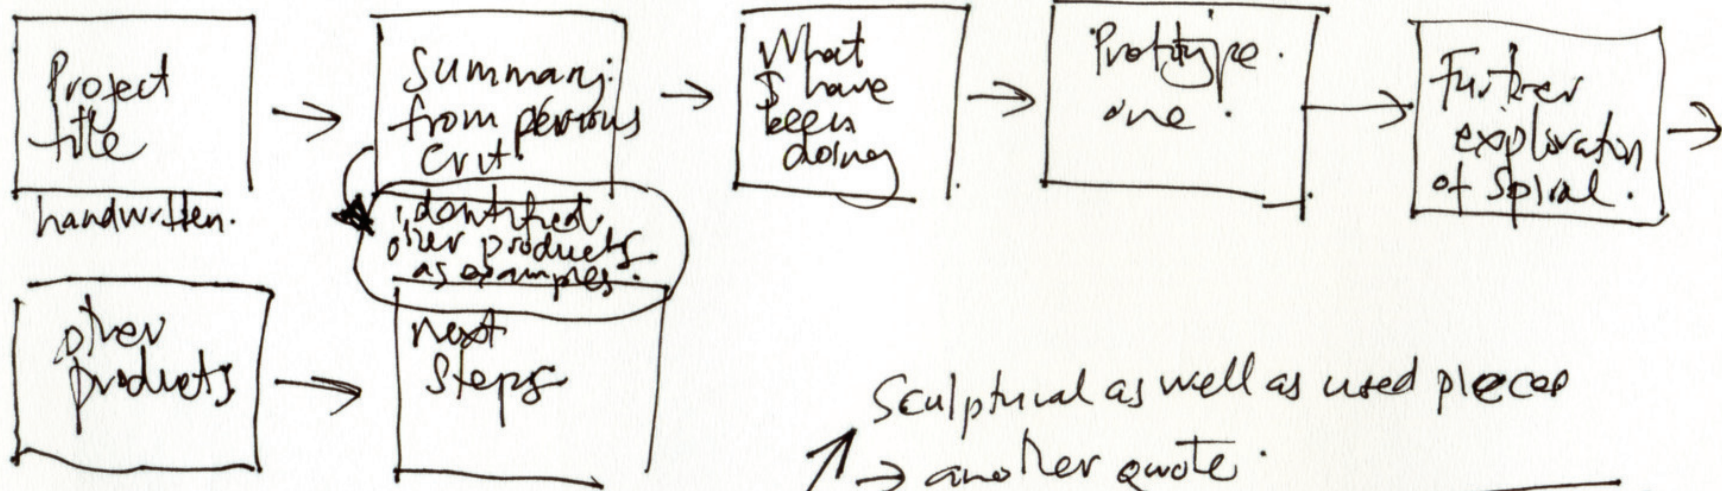 Project
title
handwritten.
Summary:
from pervious
crit.
identified.
other products
as examples.
What
I have
been
doing
Prototype.
one.
Further
exploration
of Spiral.
other
products
next
steps
Sculptural as well as used pieces
→ another quote.